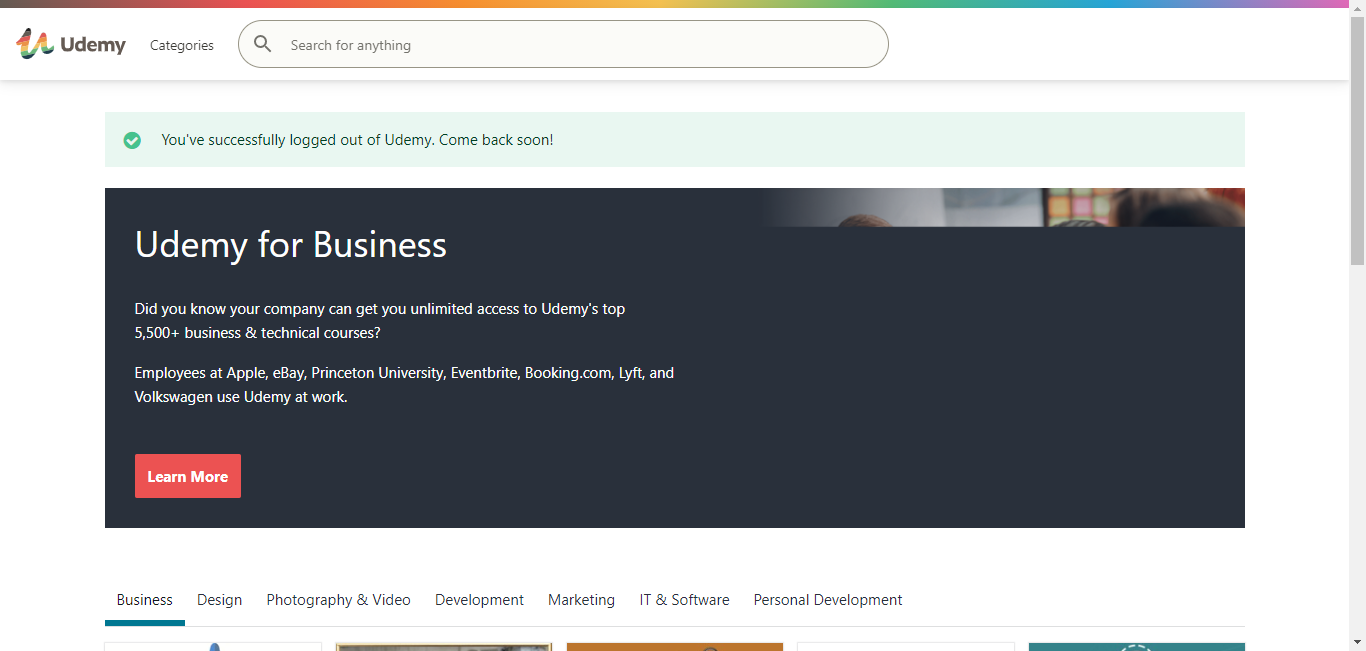 Udemy
Categories
Search for anything
You've successfully logged out of Udemy. Come back soon!
Udemy for Business
Did you know your company can get you unlimited access to Udemy's top
5,500+ business & technical courses?
Employees at Apple, eBay, Princeton University, Eventbrite, Booking.com, Lyft, and
Volkswagen use Udemy at work.
Learn More
Business Design Photography & Video Development Marketing IT & Software Personal Development